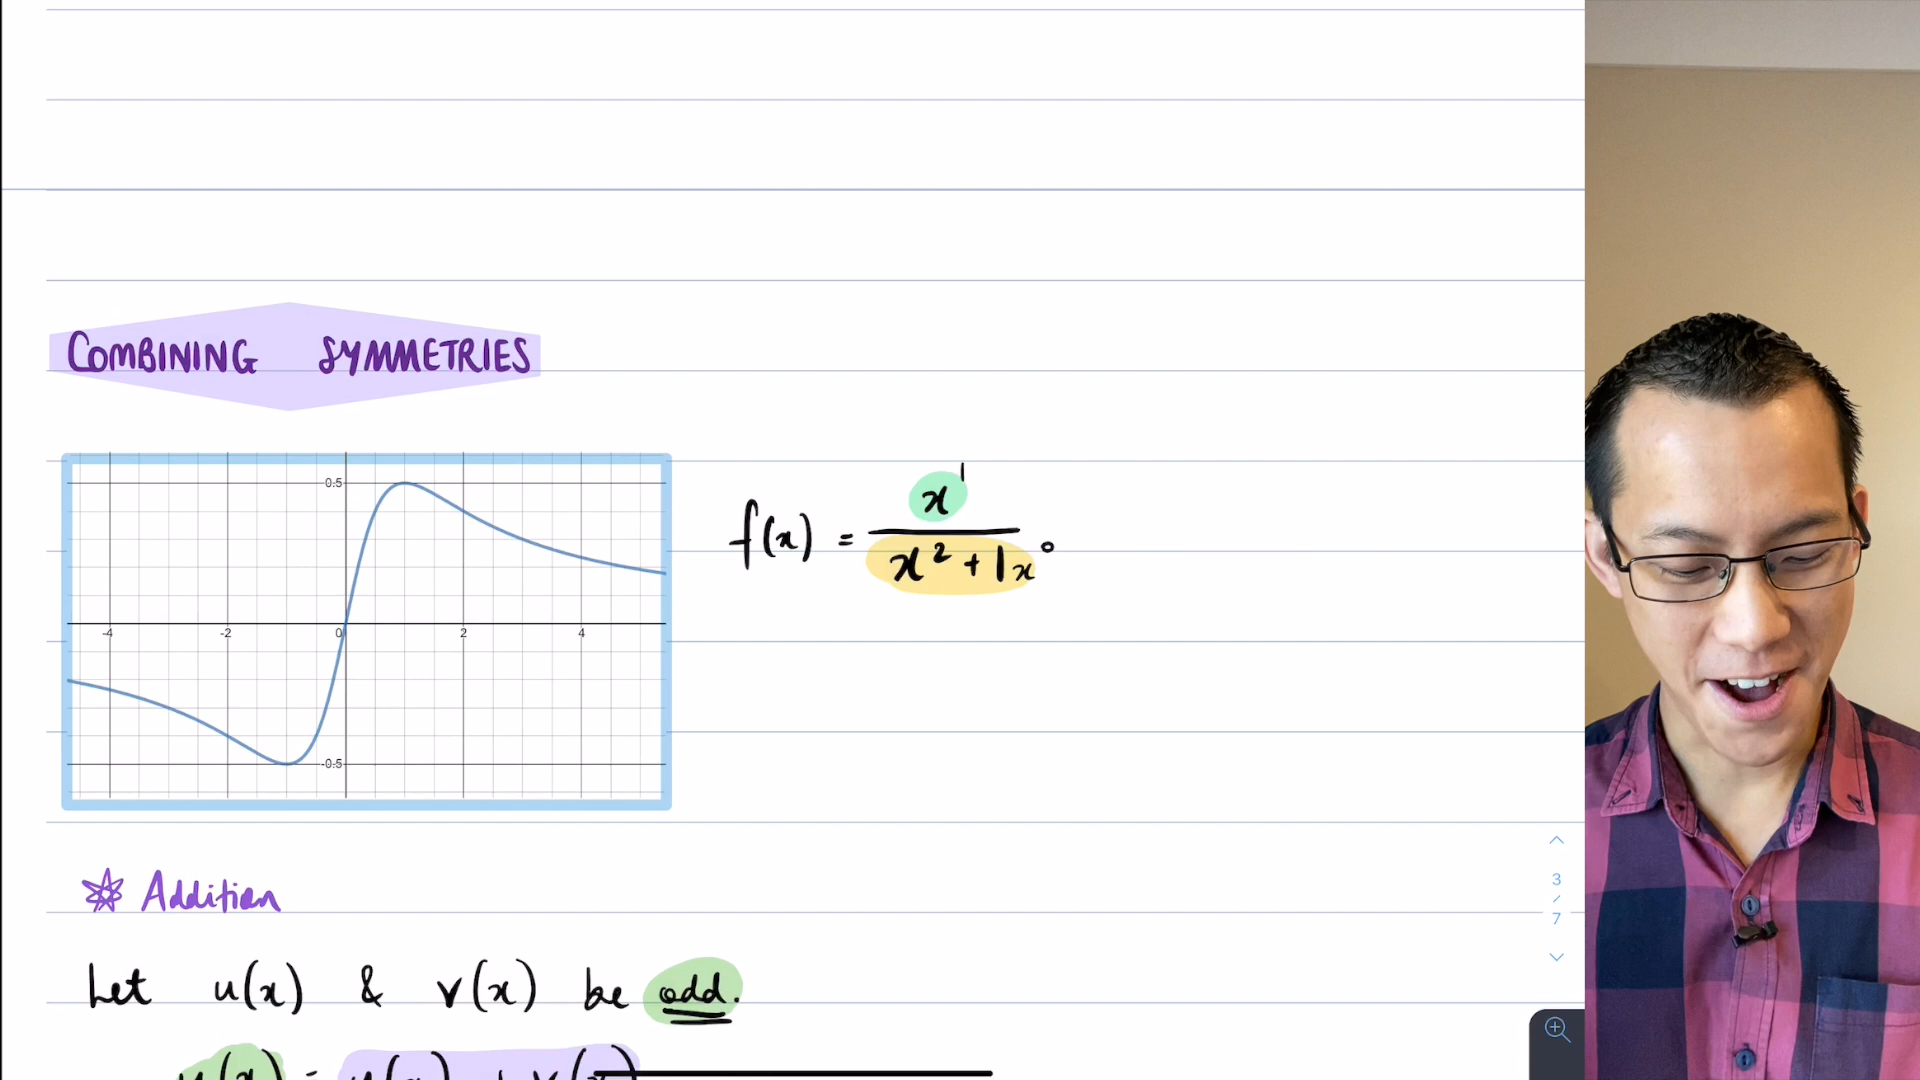 COMBINING SYMMETRIES
0.5
-4 -2 0 2 4
-0.5
f(x) = x¹ / x² + 1x⁰
Addition
Let u(x) & v(x) be odd.
3
/
7